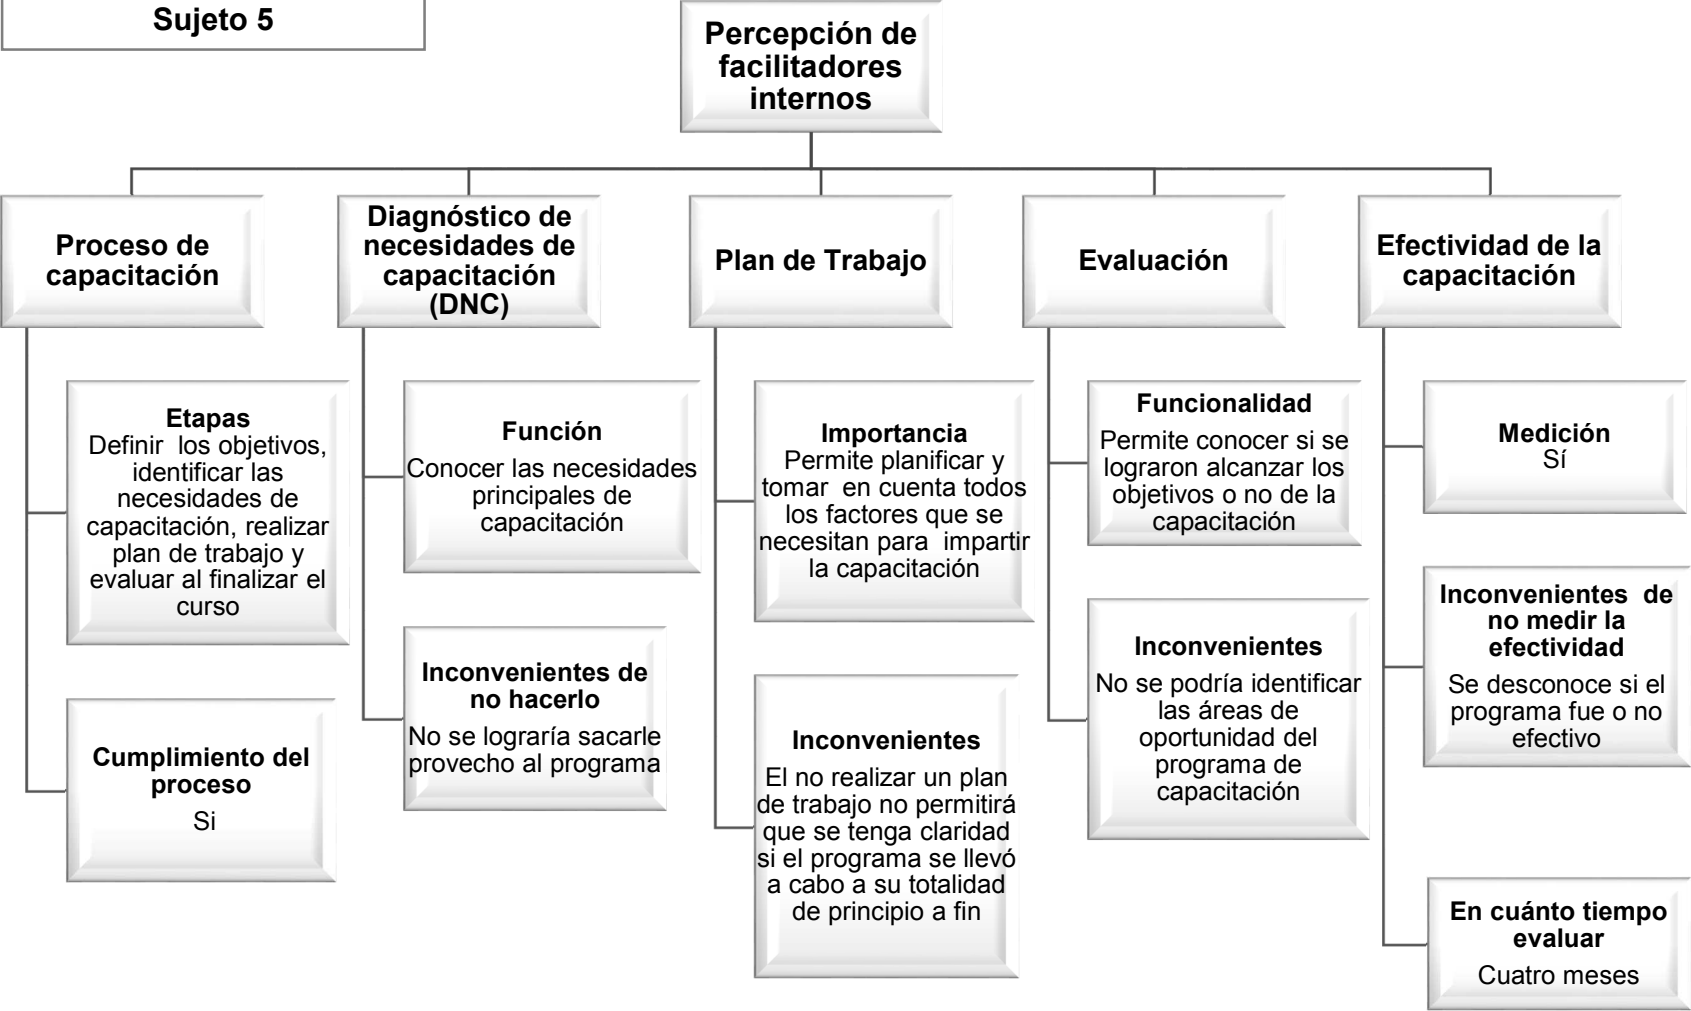 Sujeto 5
Percepción de
facilitadores
internos
Proceso de
capacitación
Diagnóstico de
necesidades de
capacitación
(DNC)
Plan de Trabajo
Evaluación
Efectividad de la
capacitación
Etapas
Definir los objetivos,
identificar las
necesidades de
capacitación, realizar
plan de trabajo y
evaluar al finalizar el
curso
Cumplimiento del
proceso
Si
Función
Conocer las necesidades
principales de
capacitación
Inconvenientes de
no hacerlo
No se lograría sacarle
provecho al programa
Importancia
Permite planificar y
tomar en cuenta todos
los factores que se
necesitan para impartir
la capacitación
Inconvenientes
El no realizar un plan
de trabajo no permitirá
que se tenga claridad
si el programa se llevó
a cabo a su totalidad
de principio a fin
Funcionalidad
Permite conocer si se
lograron alcanzar los
objetivos o no de la
capacitación
Inconvenientes
No se podría identificar
las áreas de
oportunidad del
programa de
capacitación
Medición
Sí
Inconvenientes de
no medir la
efectividad
Se desconoce si el
programa fue o no
efectivo
En cuánto tiempo
evaluar
Cuatro meses